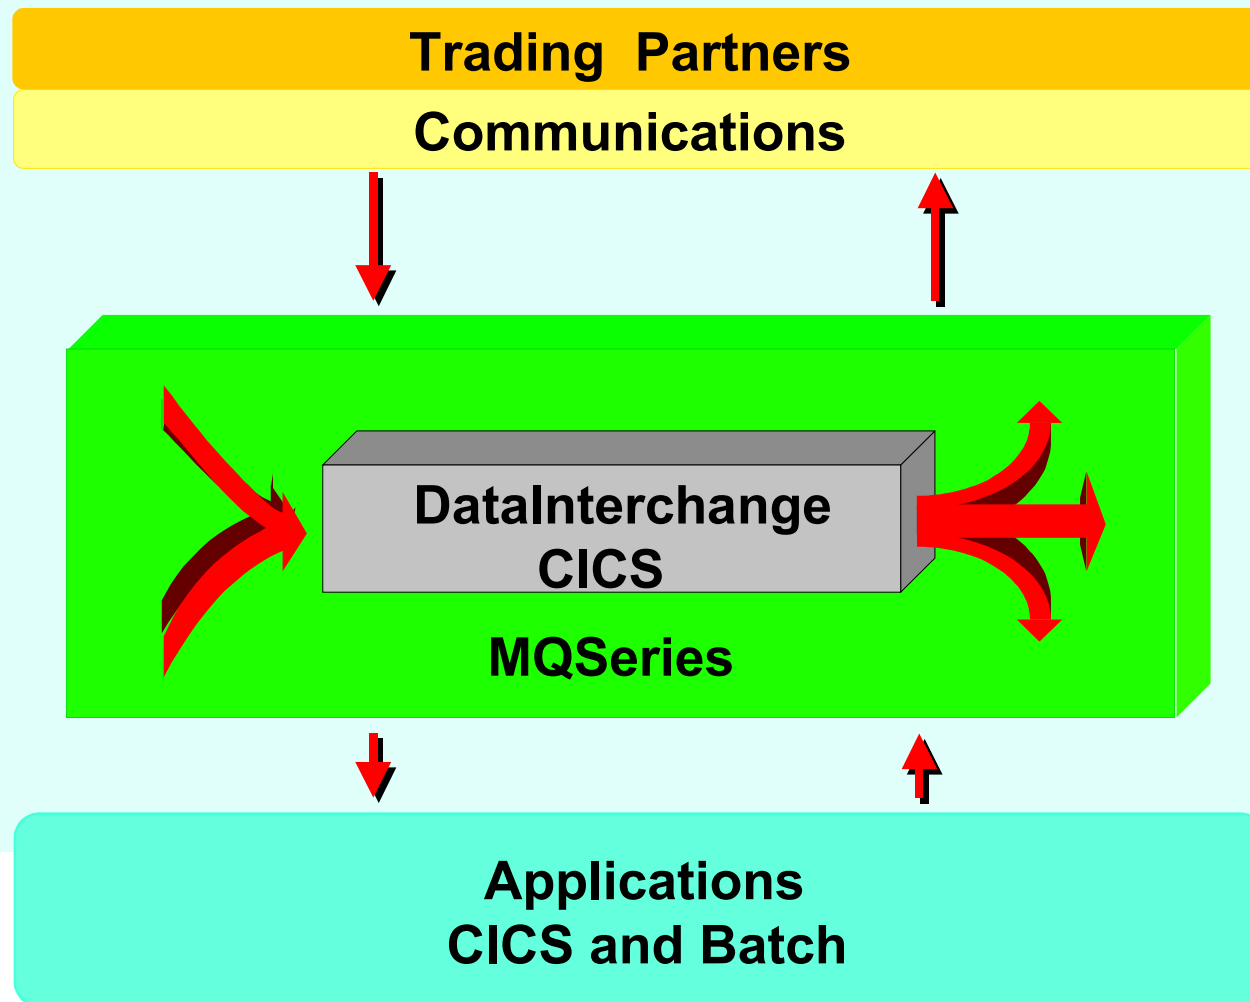 Trading  Partners
Communications
DataInterchange
CICS
MQSeries
Applications
CICS and Batch